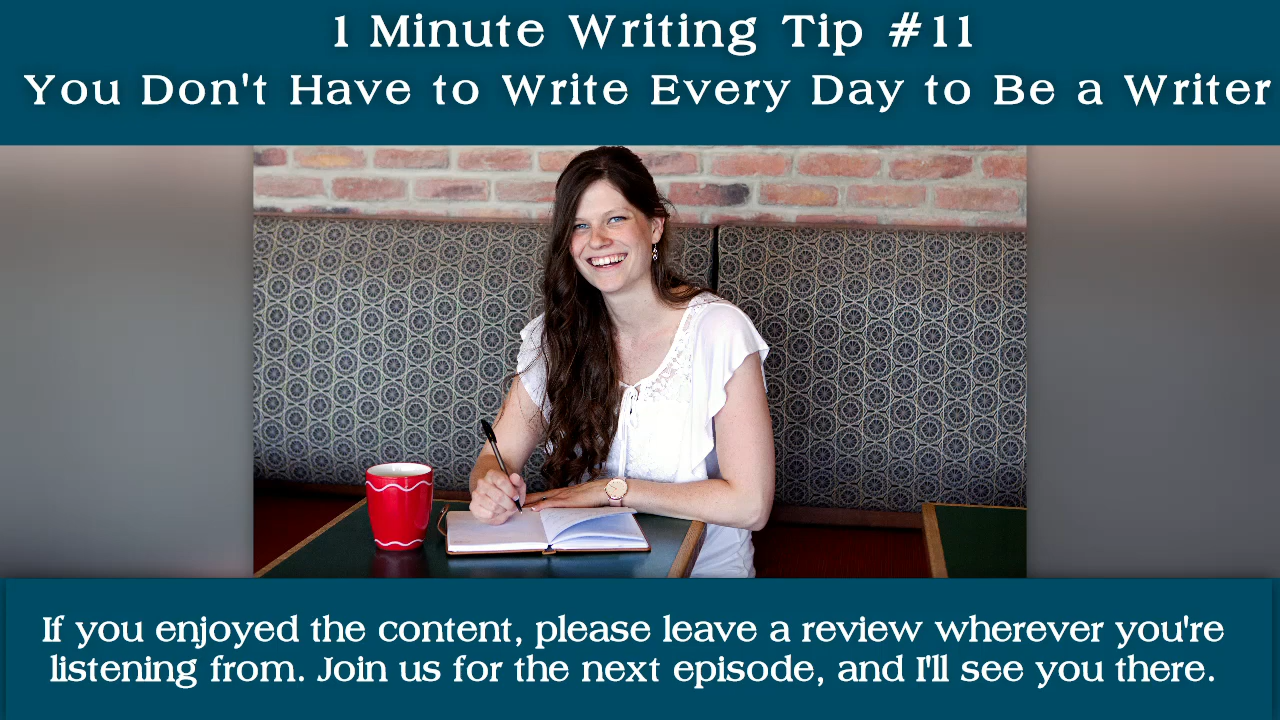 1 Minute Writing Tip #11
You Don't Have to Write Every Day to Be a Writer
If you enjoyed the content, please leave a review wherever you're
listening from. Join us for the next episode, and I'll see you there.